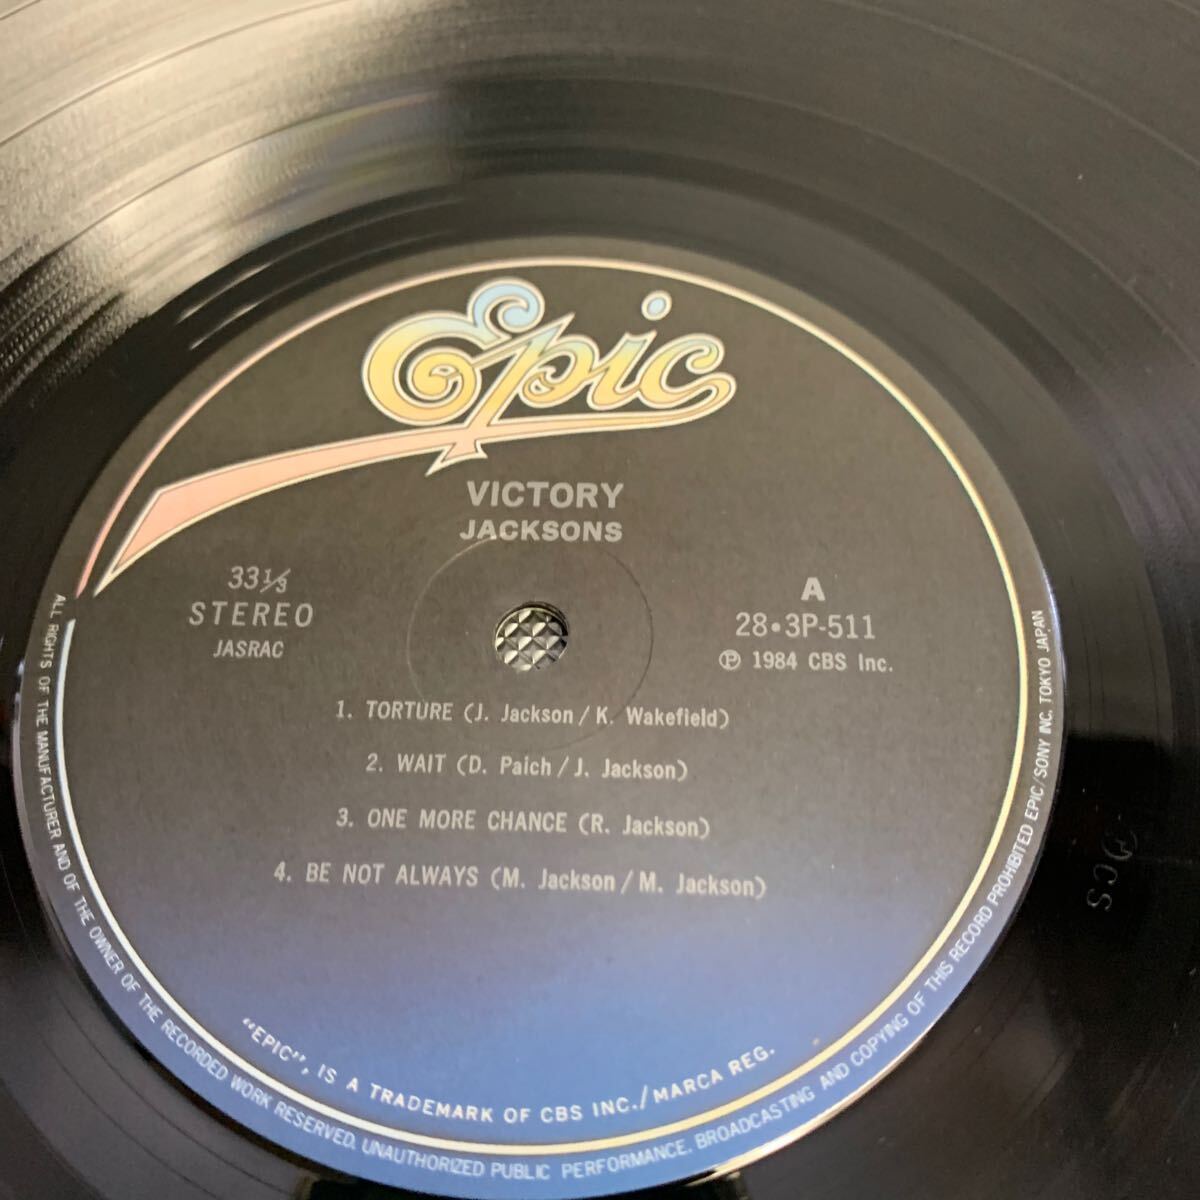 Epic
VICTORY
JACKSONS
33 1/3
STEREO
JASRAC
A
28•3P-511
Ⓟ 1984 CBS Inc.
1. TORTURE (J. Jackson / K. Wakefield)
2. WAIT (D. Paich / J. Jackson)
3. ONE MORE CHANCE (R. Jackson)
4. BE NOT ALWAYS (M. Jackson / M. Jackson)
"EPIC", IS A TRADEMARK OF CBS INC./MARCA REG.
ALL RIGHTS OF THE MANUFACTURER AND OF THE OWNER OF THE RECORDED WORK RESERVED. UNAUTHORIZED PUBLIC PERFORMANCE, BROADCASTING AND COPYING OF THIS RECORD PROHIBITED EPIC/SONY INC. TOKYO JAPAN